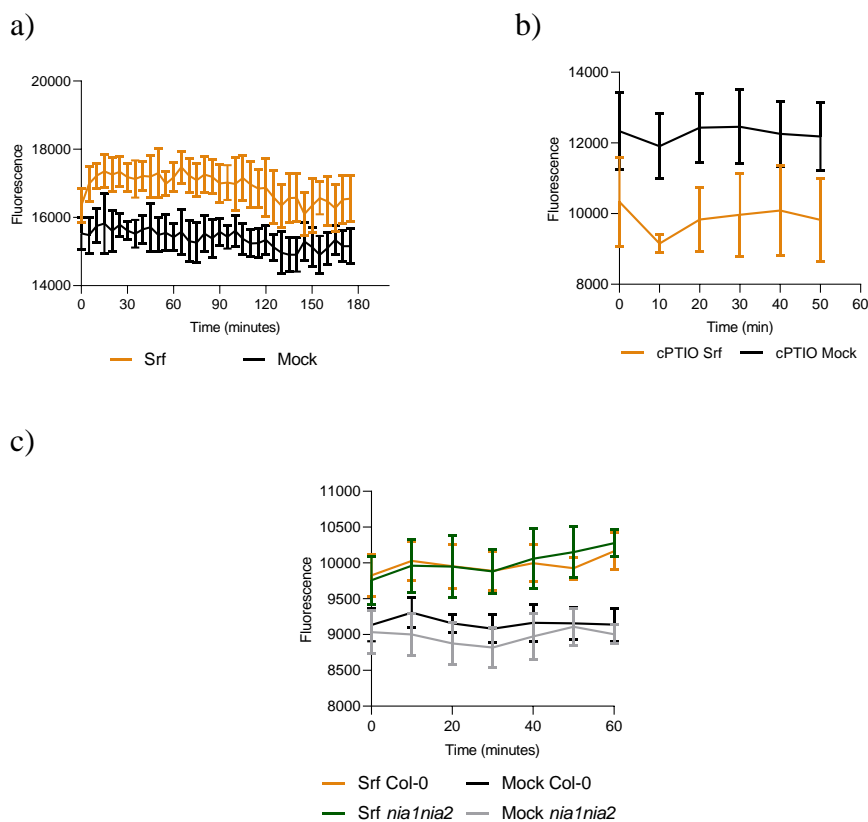 a)
20000
18000
16000
14000
Fluorescence
0 30 60 90 120 150 180
Time (minutes)
Srf Mock
b)
14000
12000
10000
8000
Fluorescence
0 10 20 30 40 50 60
Time (min)
cPTIO Srf cPTIO Mock
c)
11000
10500
10000
9500
9000
8500
8000
Fluorescence
0 20 40 60
Time (minutes)
Srf Col-0 Mock Col-0
Srf nia1nia2 Mock nia1nia2